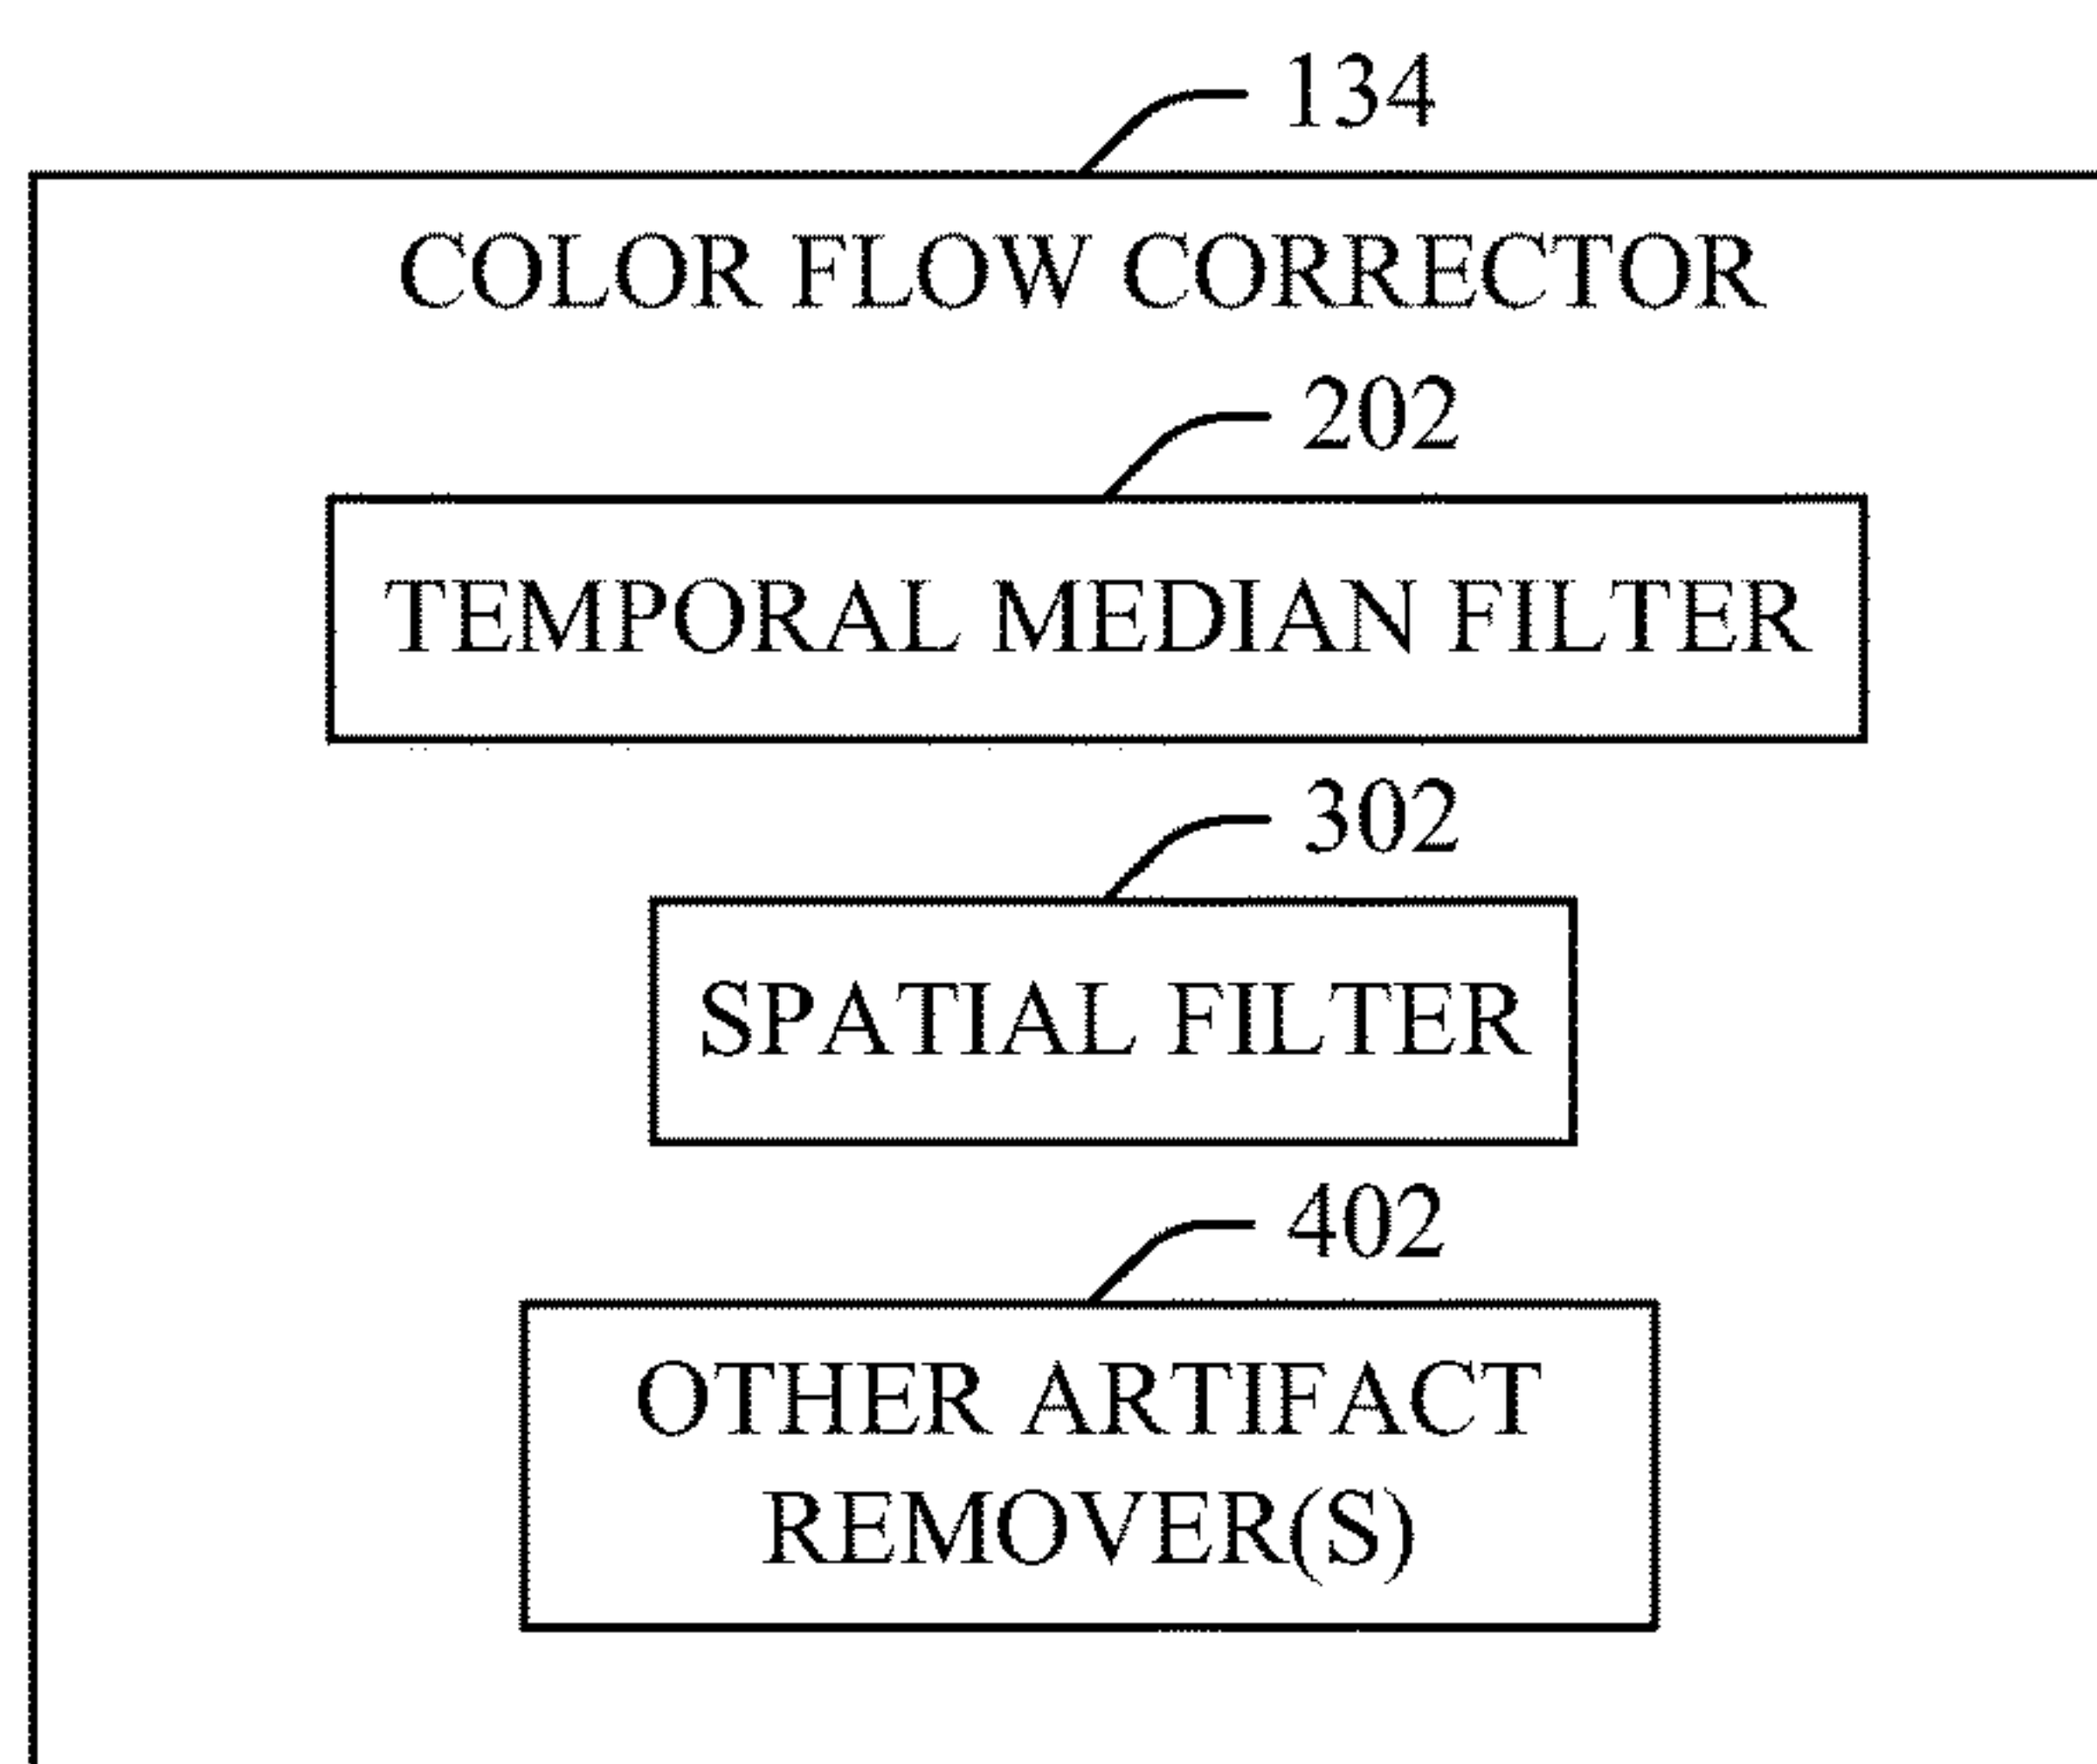 134
COLOR FLOW CORRECTOR
202
TEMPORAL MEDIAN FILTER
302
SPATIAL FILTER
402
OTHER ARTIFACT
REMOVER(S)